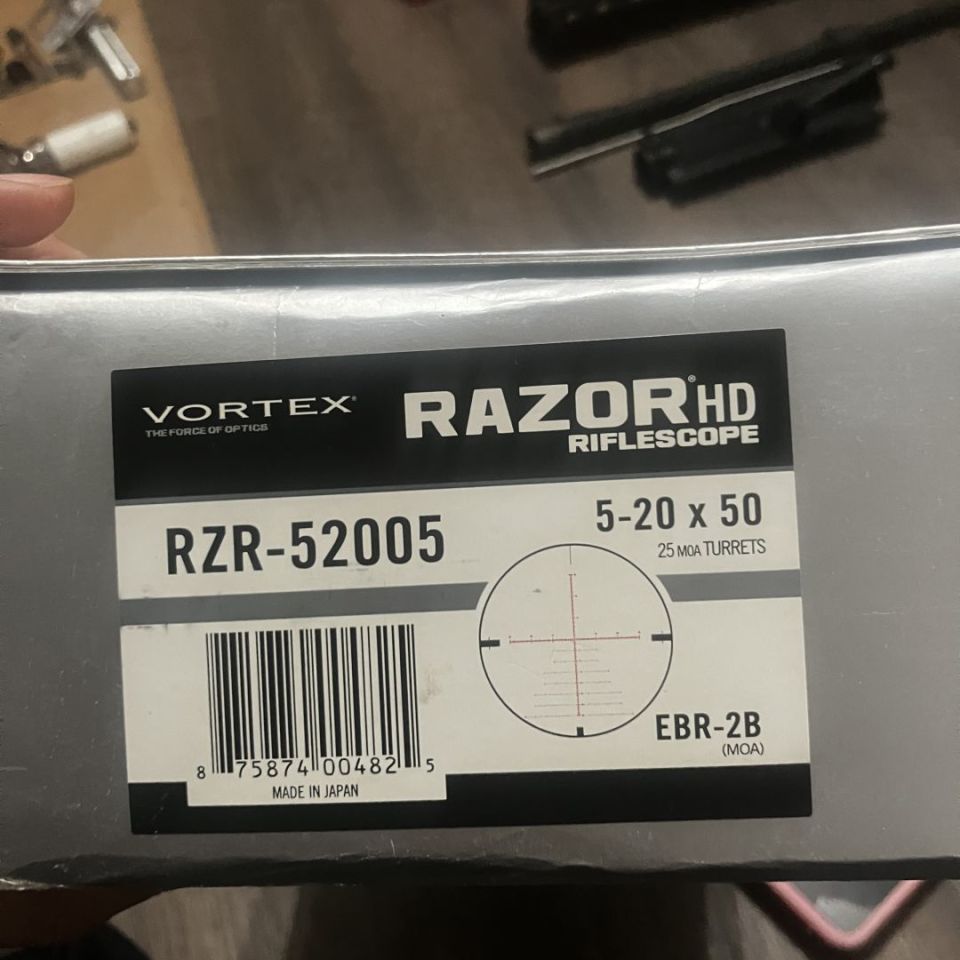 VORTEX®
THE FORCE OF OPTICS
RAZOR® HD
RIFLESCOPE
RZR-52005
5-20 x 50
25 MOA TURRETS
EBR-2B
(MOA)
8 75874 00482 5
MADE IN JAPAN